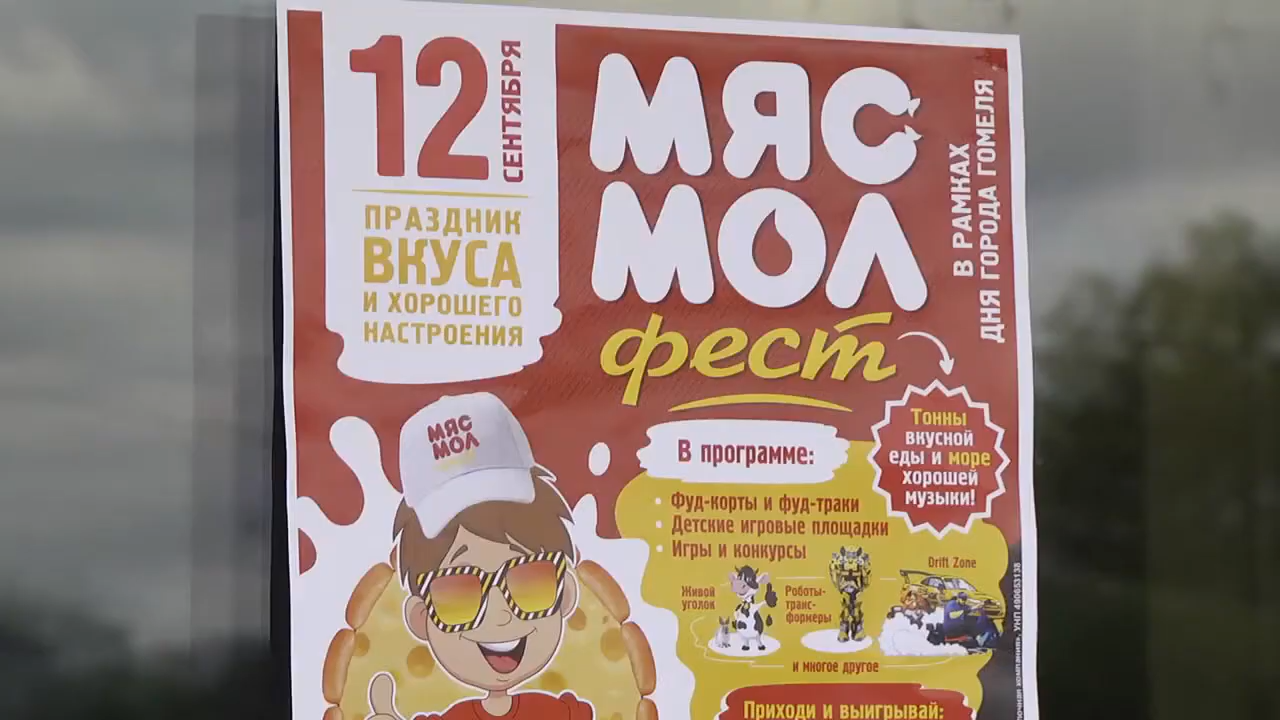 12
СЕНТЯБРЯ
ПРАЗДНИК
ВКУСА
И ХОРОШЕГО
НАСТРОЕНИЯ
МЯС
МОЛ
фест
В РАМКАХ
ДНЯ ГОРОДА ГОМЕЛЯ
Тонны
вкусной
еды и море
хорошей
музыки!
МЯС
МОЛ
В программе:
• Фуд-корты и фуд-траки
• Детские игровые площадки
• Игры и конкурсы
Живой
уголок
Роботы-
транс-
формеры
Drift Zone
и многое другое
Приходи и выигрывай:
УНП 490653138